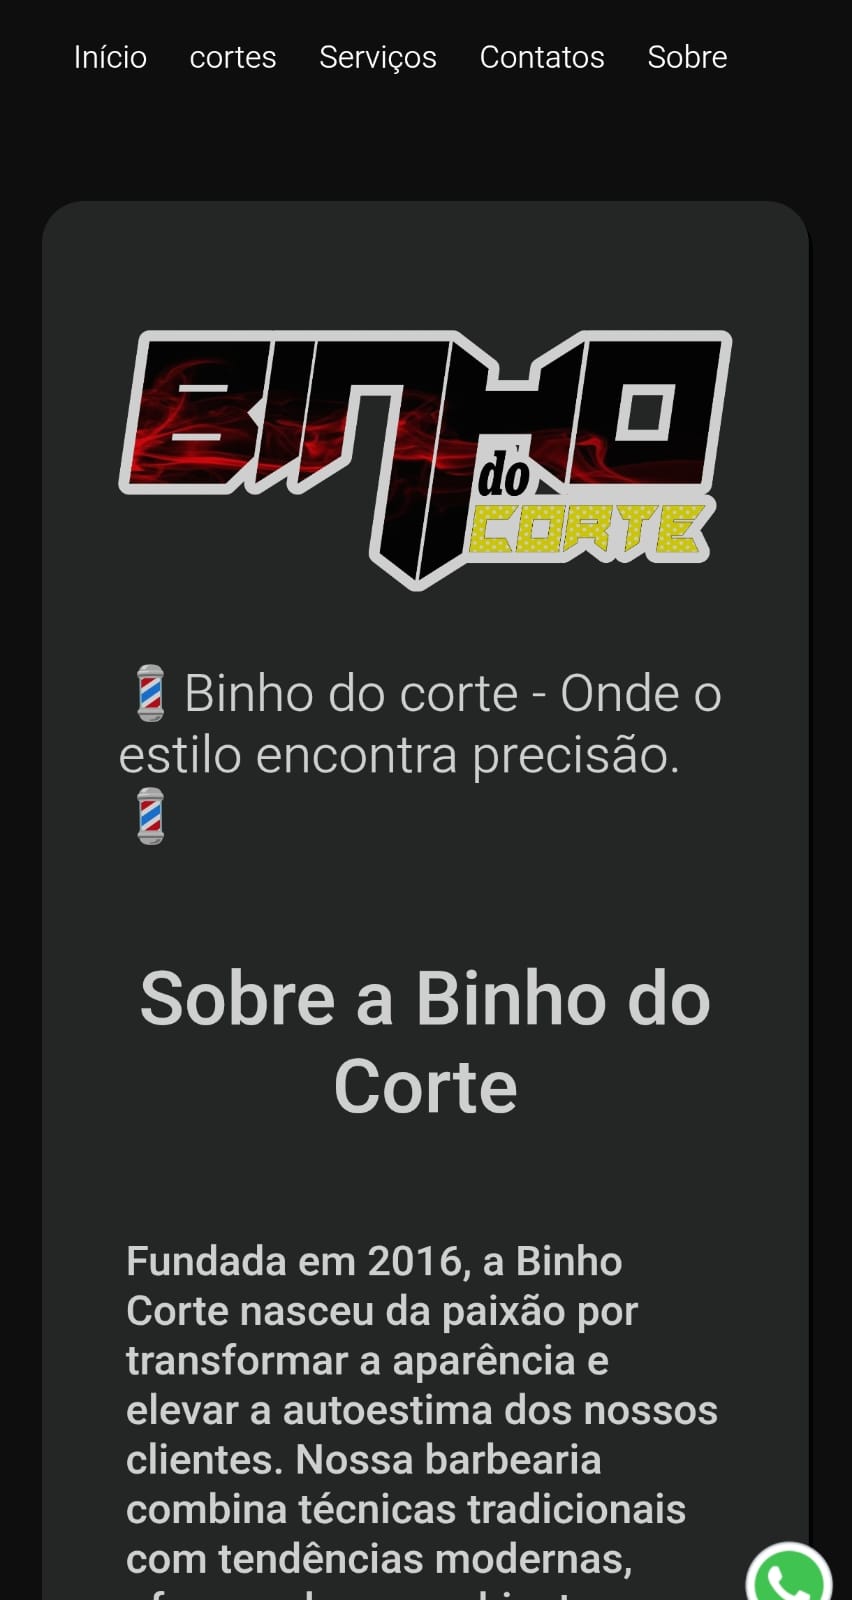 Início cortes Serviços Contatos Sobre
BINHO
do
CORTE
💈 Binho do corte - Onde o
estilo encontra precisão.
💈
Sobre a Binho do
Corte
Fundada em 2016, a Binho
Corte nasceu da paixão por
transformar a aparência e
elevar a autoestima dos nossos
clientes. Nossa barbearia
combina técnicas tradicionais
com tendências modernas,